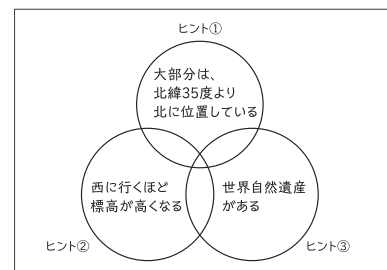 ヒント①
大部分は、
北緯35度より
北に位置している
西に行くほど
標高が高くなる
世界自然遺産
がある
ヒント②
ヒント③